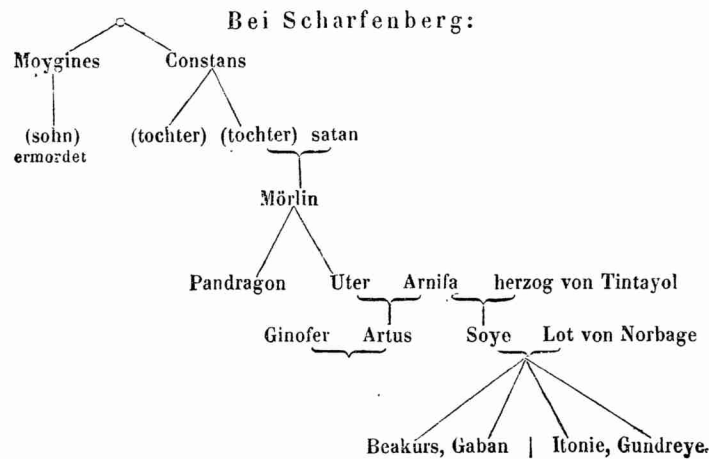 Bei Scharfenberg:
Moygines Constans
(sohn) (tochter) (tochter) satan
ermordet
Mörlin
Pandragon Uter Arnifa herzog von Tintayol
Ginofer Artus Soye Lot von Norbage
Beakurs, Gaban | Itonie, Gundreye.